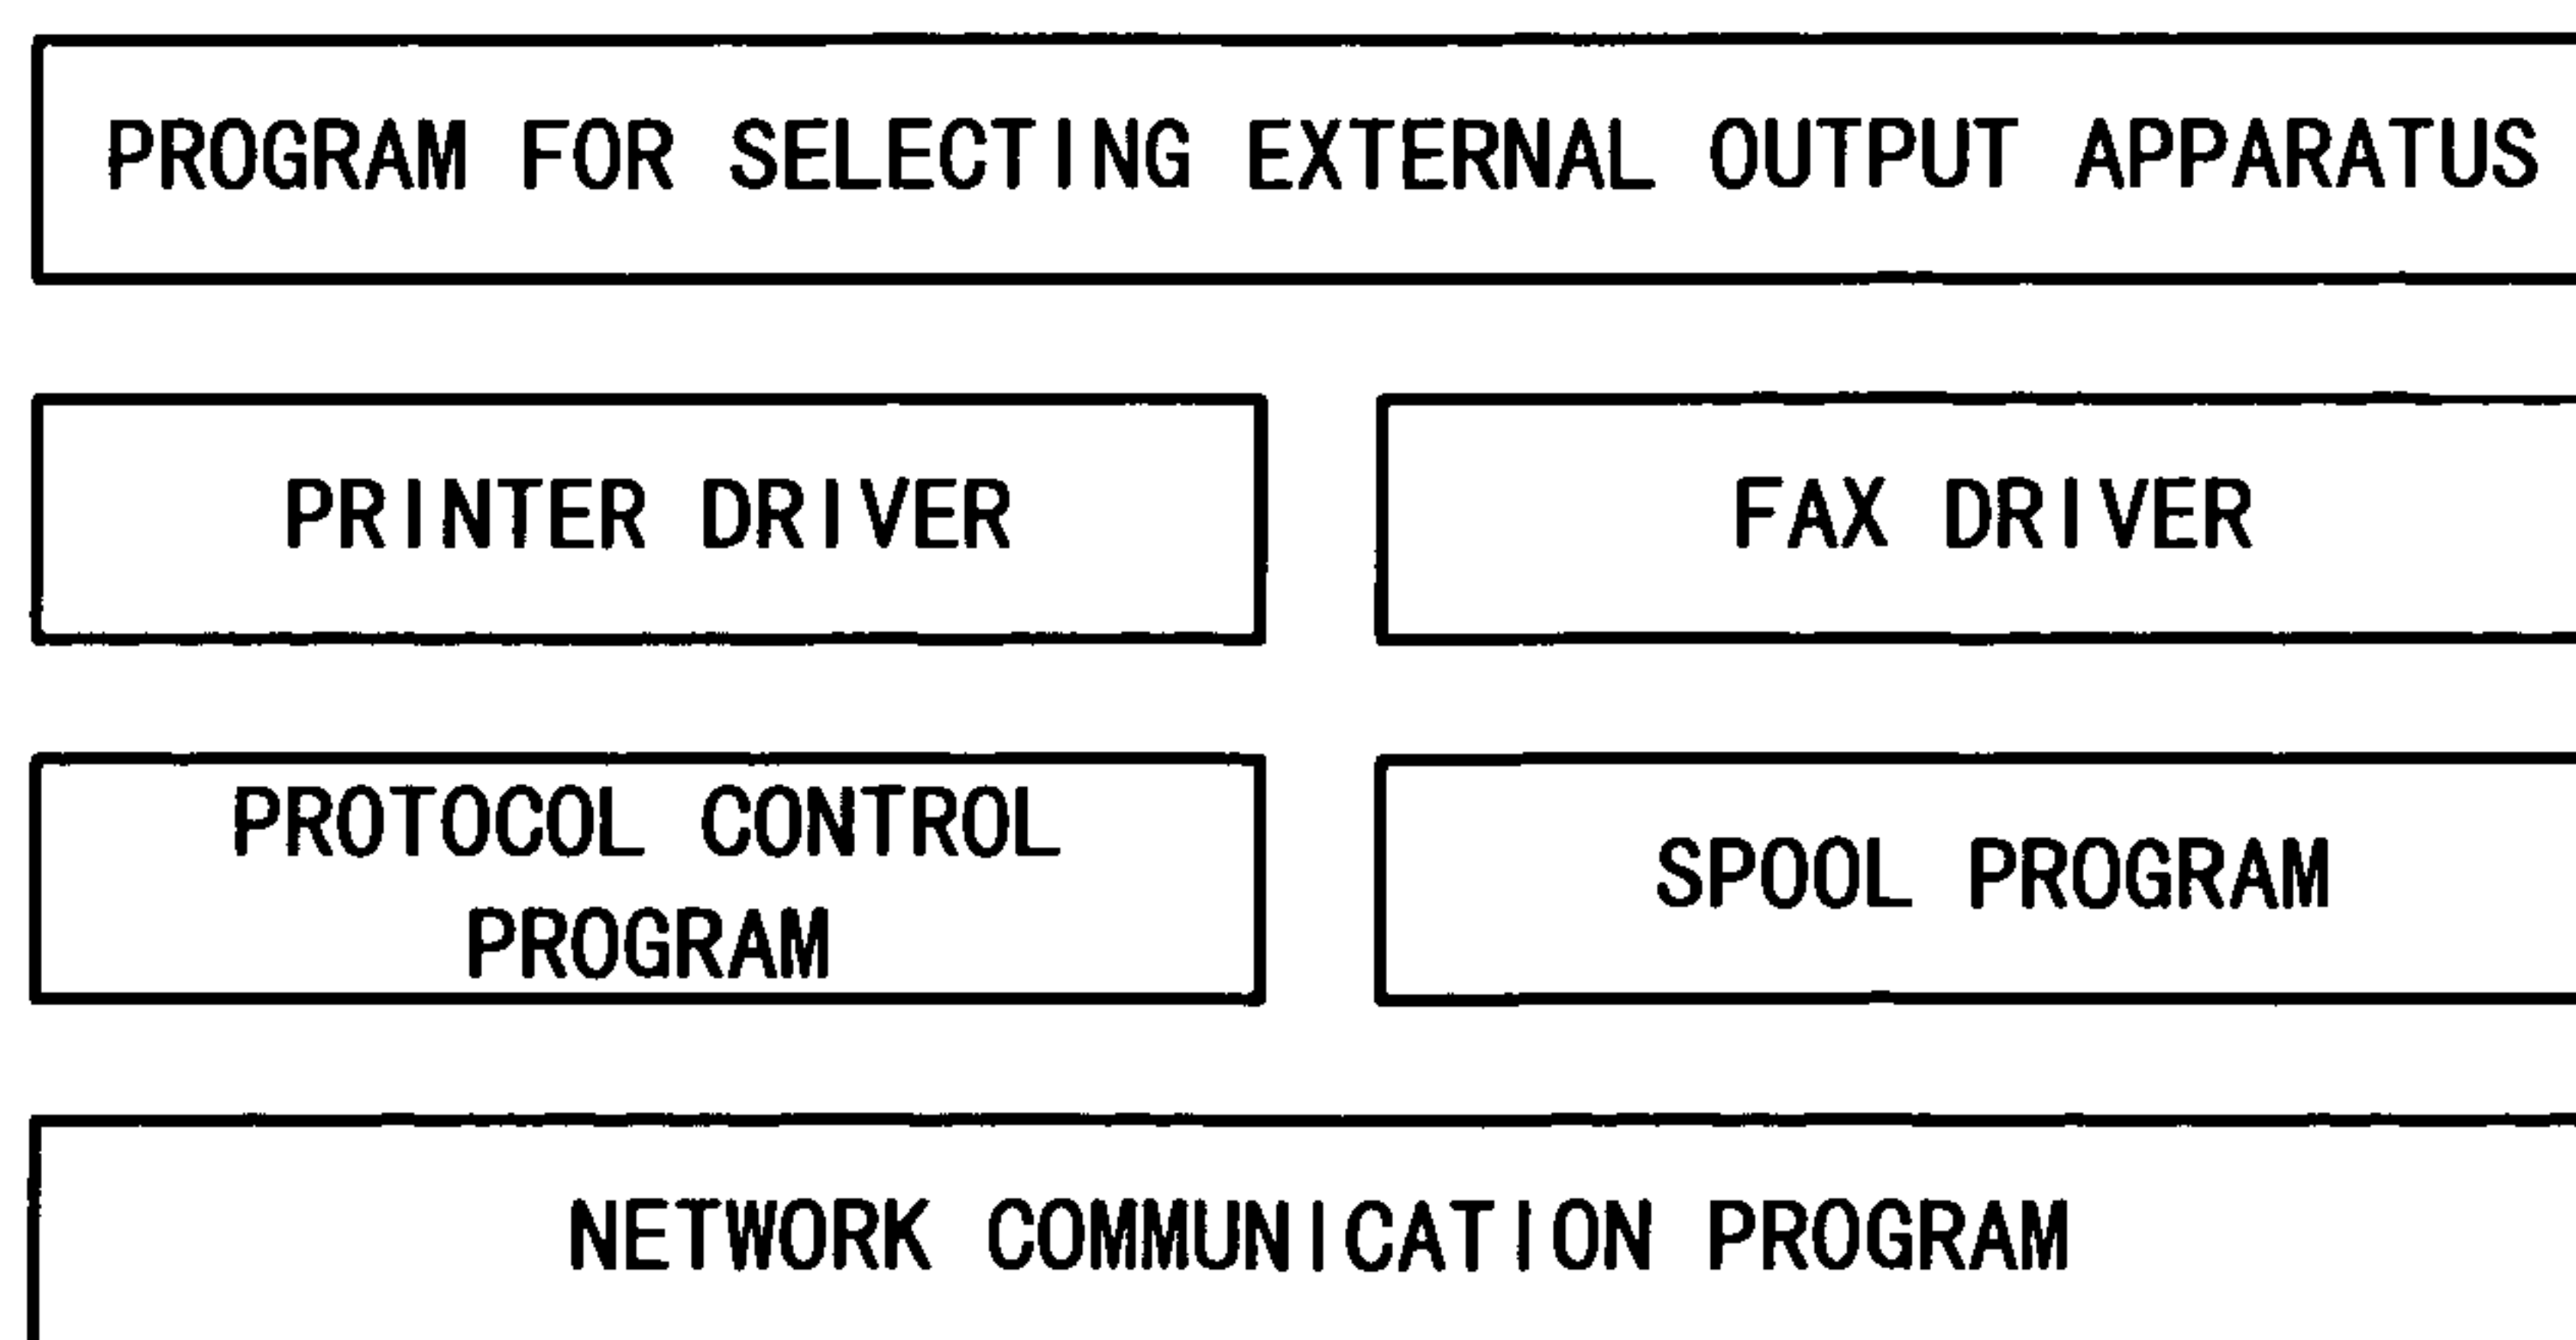 PROGRAM FOR SELECTING EXTERNAL OUTPUT APPARATUS
PRINTER DRIVER
FAX DRIVER
PROTOCOL CONTROL
PROGRAM
SPOOL PROGRAM
NETWORK COMMUNICATION PROGRAM